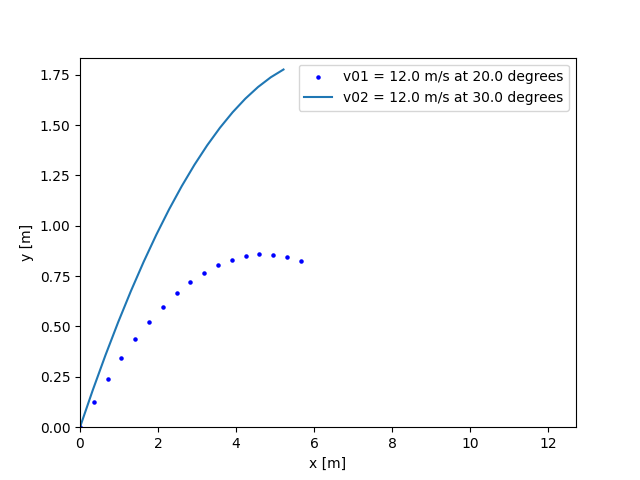 v01 = 12.0 m/s at 20.0 degrees
v02 = 12.0 m/s at 30.0 degrees
1.75
1.50
1.25
1.00
0.75
0.50
0.25
0.00
y [m]
0 2 4 6 8 10 12
x [m]